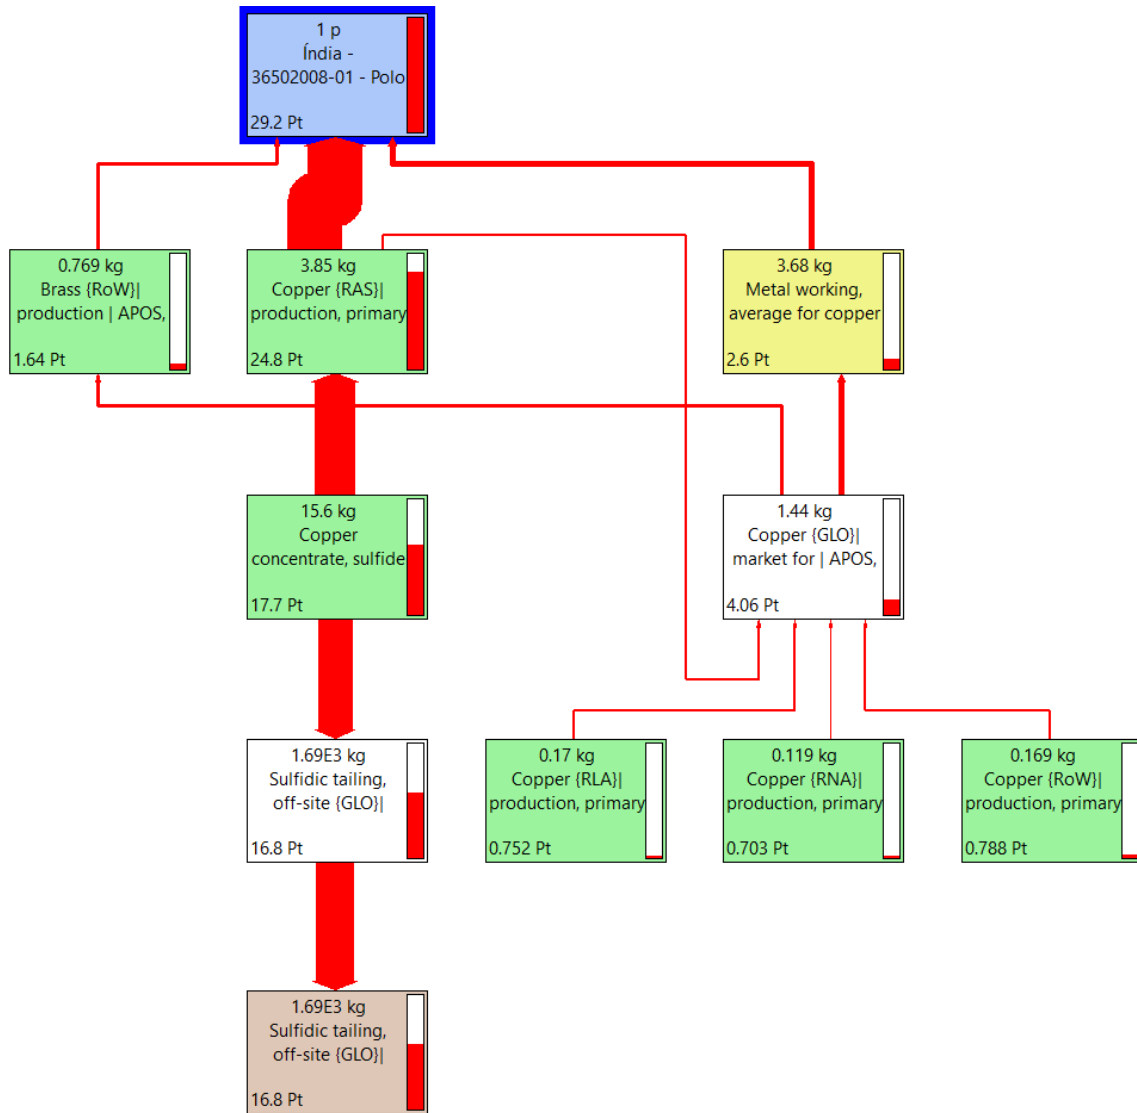 1 p
Índia -
36502008-01 - Polo
29.2 Pt
0.769 kg
Brass {RoW}|
production | APOS,
1.64 Pt
3.85 kg
Copper {RAS}|
production, primary
24.8 Pt
3.68 kg
Metal working,
average for copper
2.6 Pt
15.6 kg
Copper
concentrate, sulfide
17.7 Pt
1.44 kg
Copper {GLO}|
market for | APOS,
4.06 Pt
1.69E3 kg
Sulfidic tailing,
off-site {GLO}|
16.8 Pt
0.17 kg
Copper {RLA}|
production, primary
0.752 Pt
0.119 kg
Copper {RNA}|
production, primary
0.703 Pt
0.169 kg
Copper {RoW}|
production, primary
0.788 Pt
1.69E3 kg
Sulfidic tailing,
off-site {GLO}|
16.8 Pt